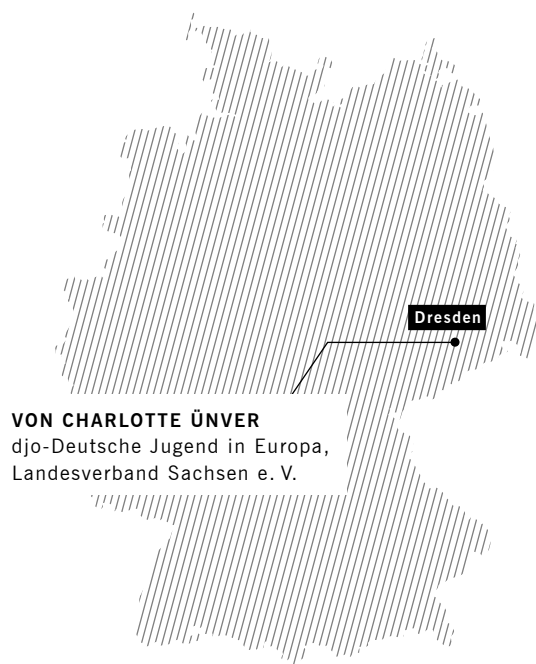 Dresden
VON CHARLOTTE ÜNVER
djo-Deutsche Jugend in Europa,
Landesverband Sachsen e. V.